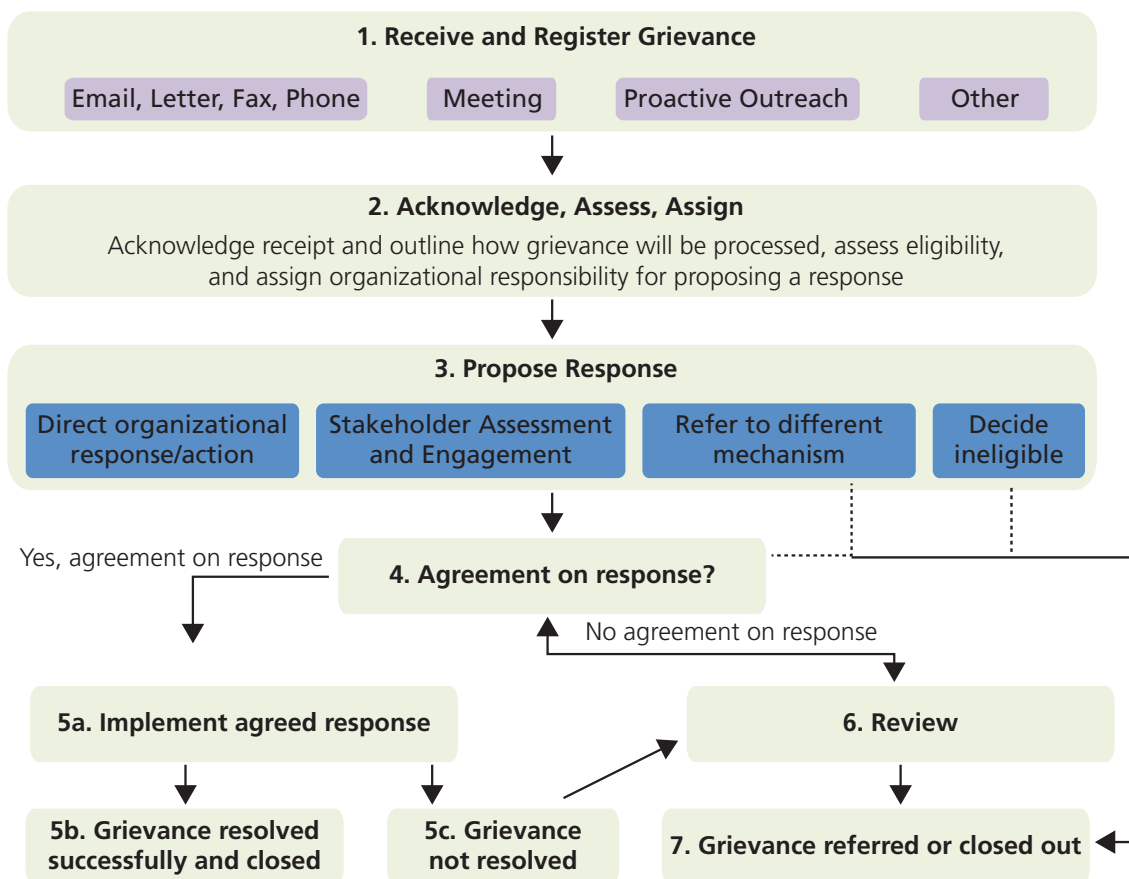 1. Receive and Register Grievance
Email, Letter, Fax, Phone
Meeting
Proactive Outreach
Other
2. Acknowledge, Assess, Assign
Acknowledge receipt and outline how grievance will be processed, assess eligibility,
and assign organizational responsibility for proposing a response
3. Propose Response
Direct organizational
response/action
Stakeholder Assessment
and Engagement
Refer to different
mechanism
Decide
ineligible
Yes, agreement on response
4. Agreement on response?
No agreement on response
5a. Implement agreed response
6. Review
5b. Grievance resolved
successfully and closed
5c. Grievance
not resolved
7. Grievance referred or closed out